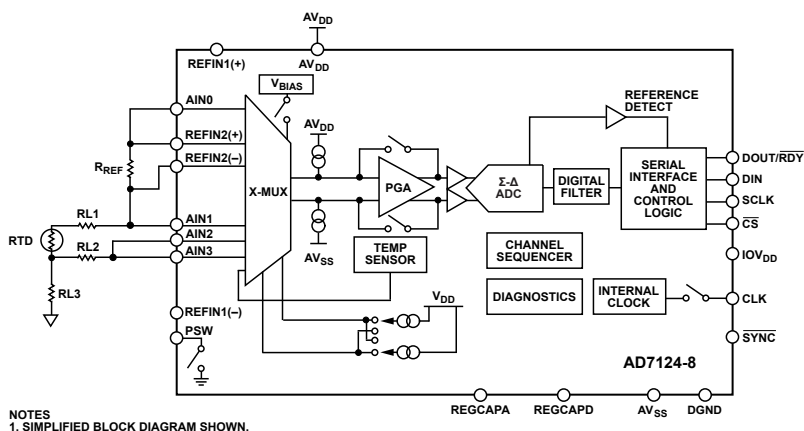 AVDD
REFIN1(+)
AVDD
VBIAS
REFERENCE
DETECT
AIN0
AVDD
REFIN2(+)
DOUT/RDY
RREF
REFIN2(–)
X-MUX
PGA
Σ-Δ
ADC
DIGITAL
FILTER
SERIAL
INTERFACE
AND
CONTROL
LOGIC
DIN
SCLK
CS
RL1
AIN1
RTD
RL2
AIN2
AIN3
AVSS
TEMP
SENSOR
CHANNEL
SEQUENCER
IOVDD
RL3
VDD
DIAGNOSTICS
INTERNAL
CLOCK
CLK
REFIN1(–)
PSW
SYNC
AD7124-8
REGCAPA
REGCAPD
AVSS
DGND
NOTES
1. SIMPLIFIED BLOCK DIAGRAM SHOWN.